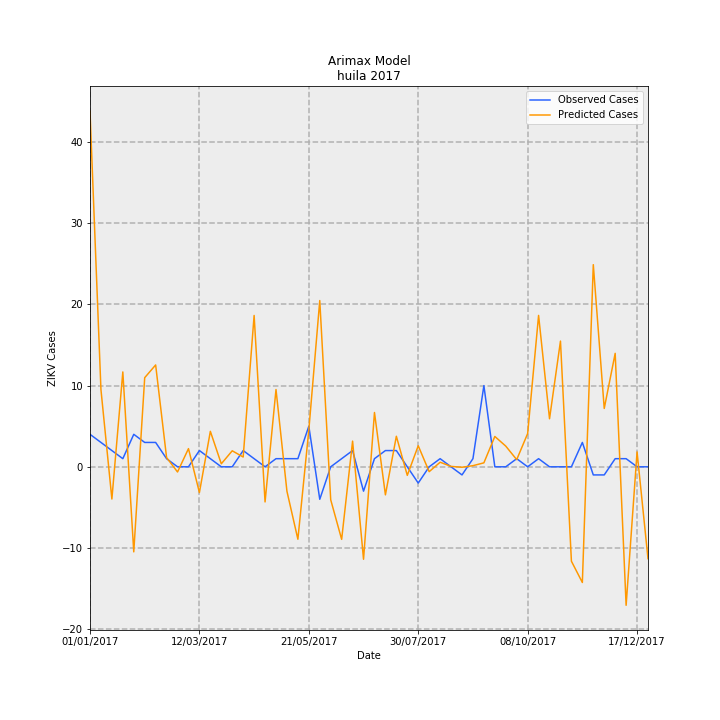 Arimax Model
huila 2017
Observed Cases
Predicted Cases
ZIKV Cases
40
30
20
10
0
−10
−20
01/01/2017
12/03/2017
21/05/2017
30/07/2017
08/10/2017
17/12/2017
Date